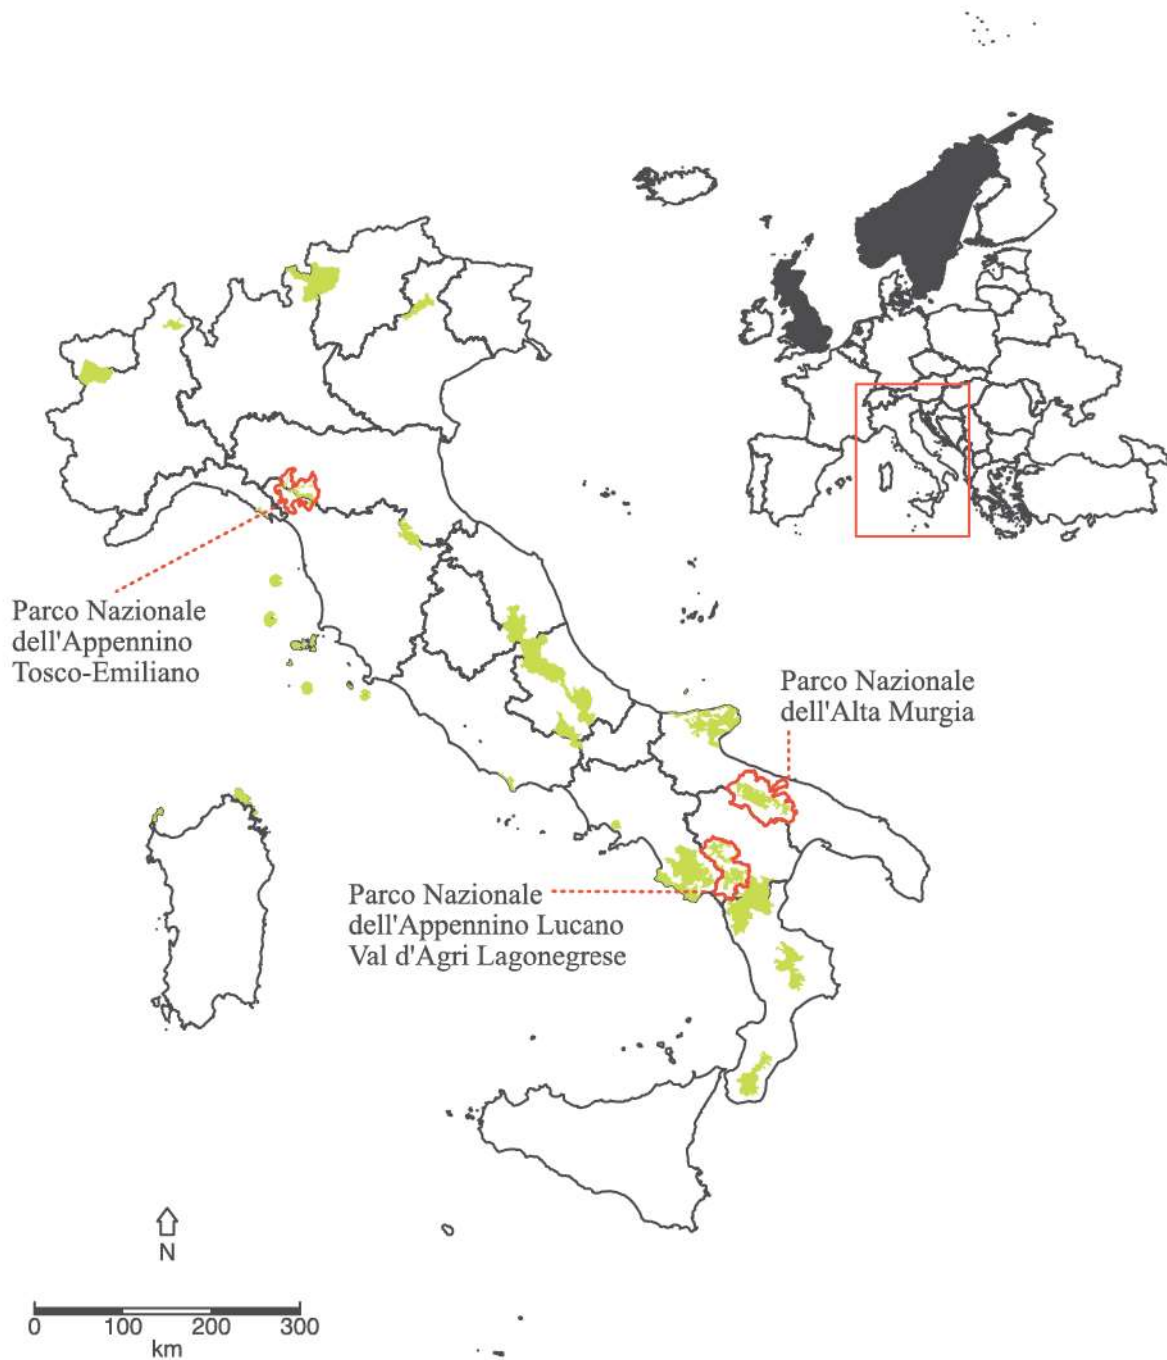 Parco Nazionale
dell'Appennino
Tosco-Emiliano
Parco Nazionale
dell'Alta Murgia
Parco Nazionale
dell'Appennino Lucano
Val d'Agri Lagonegrese
N
0 100 200 300
km